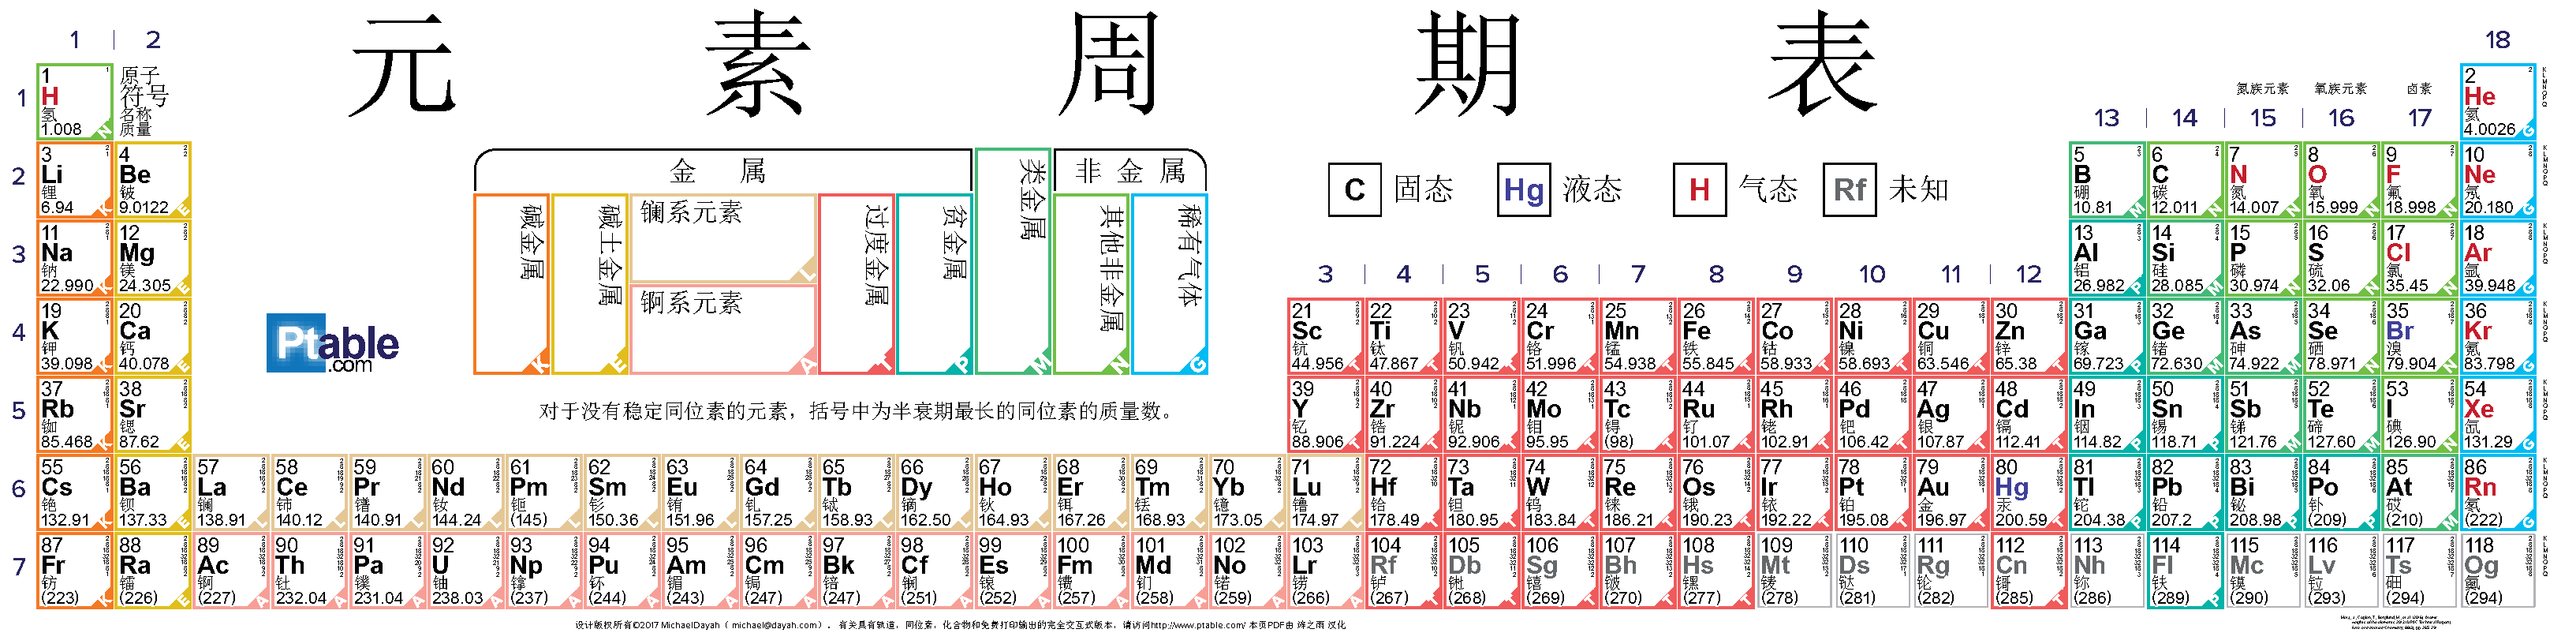 元素周期表
1 2 18
1 H 氢 1.008 N
原子
符号
名称
质量
氮族元素 氧族元素 卤素
13 14 15 16 17
2 He 氦 4.0026 G
金属
类金属
非金属
碱金属 K
碱土金属 E
镧系元素 L
锕系元素 A
过度金属 T
贫金属 P
M
其他非金属 N
稀有气体 G
C 固态
Hg 液态
H 气态
Rf 未知
Ptable.com
对于没有稳定同位素的元素，括号中为半衰期最长的同位素的质量数。
2
3 Li 锂 6.94 K
4 Be 铍 9.0122 E
5 B 硼 10.81 M
6 C 碳 12.011 N
7 N 氮 14.007 N
8 O 氧 15.999 N
9 F 氟 18.998 N
10 Ne 氖 20.180 G
3
11 Na 钠 22.990 K
12 Mg 镁 24.305 E
13 Al 铝 26.982 P
14 Si 硅 28.085 M
15 P 磷 30.974 N
16 S 硫 32.06 N
17 Cl 氯 35.45 N
18 Ar 氩 39.948 G
3 4 5 6 7 8 9 10 11 12
4
19 K 钾 39.098 K
20 Ca 钙 40.078 E
21 Sc 钪 44.956 T
22 Ti 钛 47.867 T
23 V 钒 50.942 T
24 Cr 铬 51.996 T
25 Mn 锰 54.938 T
26 Fe 铁 55.845 T
27 Co 钴 58.933 T
28 Ni 镍 58.693 T
29 Cu 铜 63.546 T
30 Zn 锌 65.38 T
31 Ga 镓 69.723 P
32 Ge 锗 72.630 M
33 As 砷 74.922 M
34 Se 硒 78.971 N
35 Br 溴 79.904 N
36 Kr 氪 83.798 G
5
37 Rb 铷 85.468 K
38 Sr 锶 87.62 E
39 Y 钇 88.906 T
40 Zr 锆 91.224 T
41 Nb 铌 92.906 T
42 Mo 钼 95.95 T
43 Tc 锝 (98) T
44 Ru 钌 101.07 T
45 Rh 铑 102.91 T
46 Pd 钯 106.42 T
47 Ag 银 107.87 T
48 Cd 镉 112.41 T
49 In 铟 114.82 P
50 Sn 锡 118.71 P
51 Sb 锑 121.76 M
52 Te 碲 127.60 M
53 I 碘 126.90 N
54 Xe 氙 131.29 G
6
55 Cs 铯 132.91 K
56 Ba 钡 137.33 E
57 La 镧 138.91 L
58 Ce 铈 140.12 L
59 Pr 镨 140.91 L
60 Nd 钕 144.24 L
61 Pm 钷 (145) L
62 Sm 钐 150.36 L
63 Eu 铕 151.96 L
64 Gd 钆 157.25 L
65 Tb 铽 158.93 L
66 Dy 镝 162.50 L
67 Ho 钬 164.93 L
68 Er 铒 167.26 L
69 Tm 铥 168.93 L
70 Yb 镱 173.05 L
71 Lu 镥 174.97 L
72 Hf 铪 178.49 T
73 Ta 钽 180.95 T
74 W 钨 183.84 T
75 Re 铼 186.21 T
76 Os 锇 190.23 T
77 Ir 铱 192.22 T
78 Pt 铂 195.08 T
79 Au 金 196.97 T
80 Hg 汞 200.59 T
81 Tl 铊 204.38 P
82 Pb 铅 207.2 P
83 Bi 铋 208.98 P
84 Po 钋 (209) P
85 At 砹 (210) M
86 Rn 氡 (222) G
7
87 Fr 钫 (223) K
88 Ra 镭 (226) E
89 Ac 锕 (227) A
90 Th 钍 232.04 A
91 Pa 镤 231.04 A
92 U 铀 238.03 A
93 Np 镎 (237) A
94 Pu 钚 (244) A
95 Am 镅 (243) A
96 Cm 锔 (247) A
97 Bk 锫 (247) A
98 Cf 锎 (251) A
99 Es 锿 (252) A
100 Fm 镄 (257) A
101 Md 钔 (258) A
102 No 锘 (259) A
103 Lr 铹 (266) A
104 Rf 𬬻 (267) T
105 Db 𬭊 (268) T
106 Sg 𬭳 (269) T
107 Bh 𬭛 (270) T
108 Hs 𬭶 (277) T
109 Mt 鿏 (278)
110 Ds 𫟼 (281)
111 Rg 𬬭 (282)
112 Cn 鿔 (285) T
113 Nh (286)
114 Fl 𫓧 (289) P
115 Mc 镆 (290)
116 Lv (293)
117 Ts (294)
118 Og (294)
设计版权所有©2017 MichaelDayah（ michael@dayah.com）。 有关具有轨道，同位素，化合物和免费打印输出的完全交互式版本，请访问http://www.ptable.com/ 本页PDF由 绛之雨 汉化